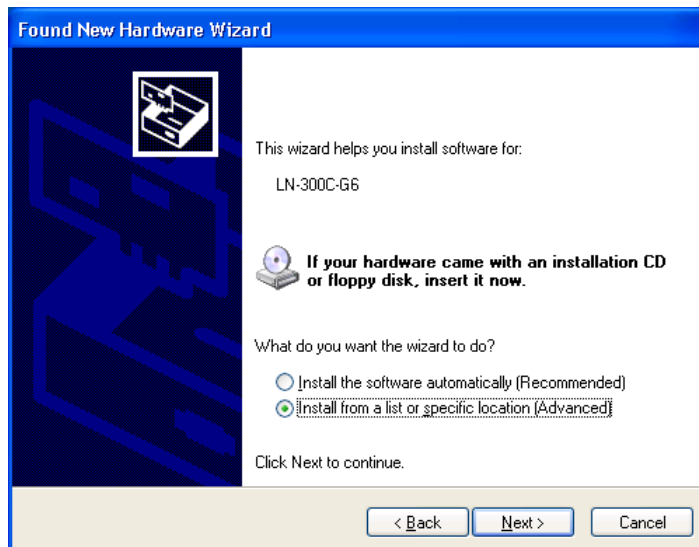 Found New Hardware Wizard
This wizard helps you install software for:
LN-300C-G6
If your hardware came with an installation CD
or floppy disk, insert it now.
What do you want the wizard to do?
Install the software automatically (Recommended)
Install from a list or specific location (Advanced)
Click Next to continue.
< Back
Next >
Cancel